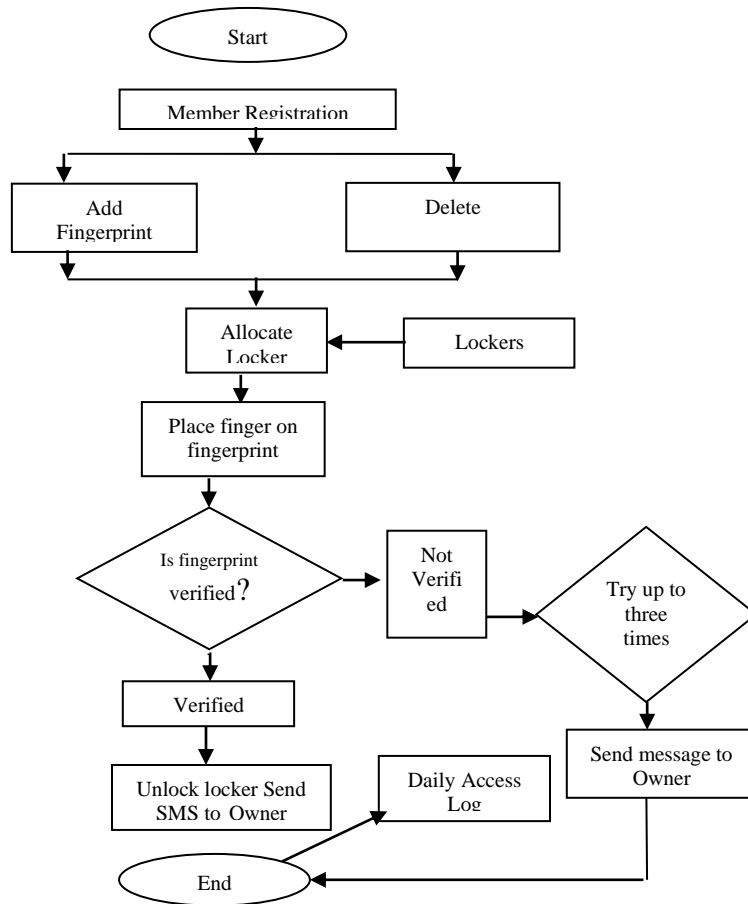 Start
Member Registration
Add
Fingerprint
Delete
Allocate
Locker
Lockers
Place finger on
fingerprint
Is fingerprint
verified?
Not
Verifi
ed
Try up to
three
times
Verified
Unlock locker Send
SMS to Owner
Daily Access
Log
Send message to
Owner
End